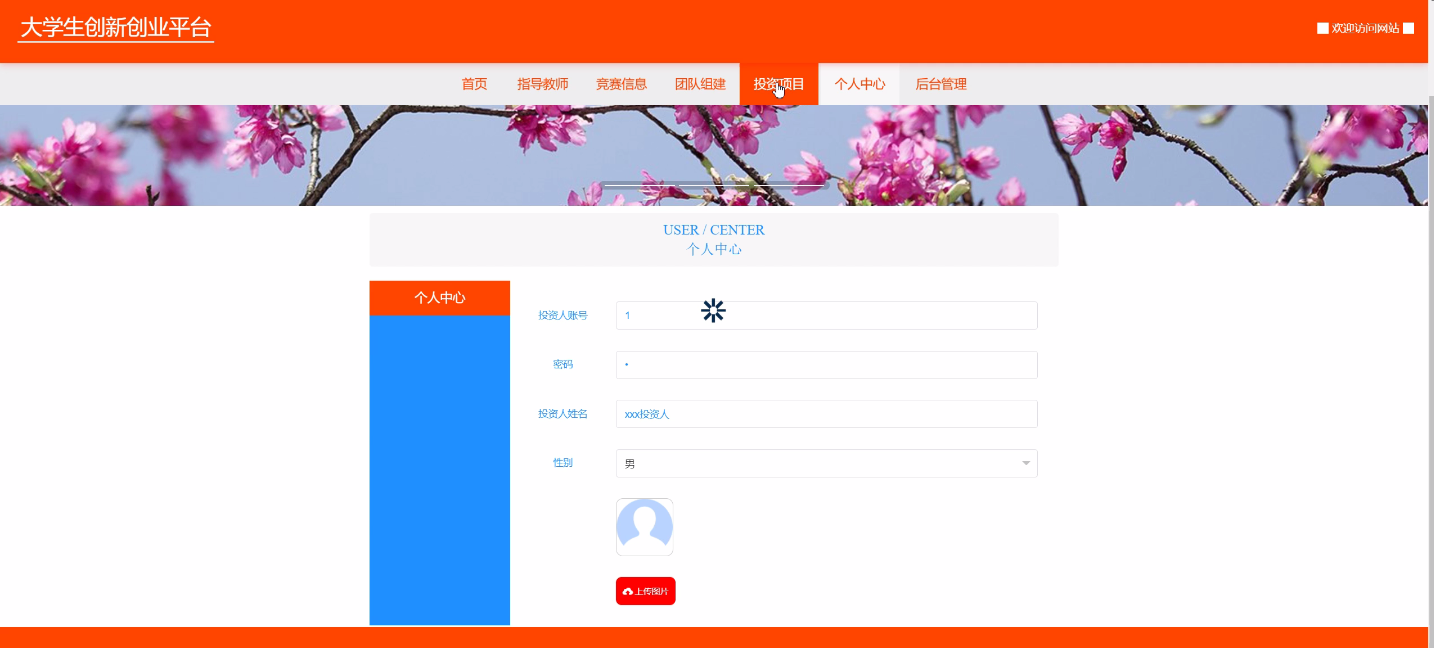 大学生创新创业平台
欢迎访问网站
首页 指导教师 竞赛信息 团队组建 投资项目 个人中心 后台管理
USER / CENTER
个人中心
个人中心
投资人账号 1
密码 •
投资人姓名 xxx投资人
性别 男
上传图片